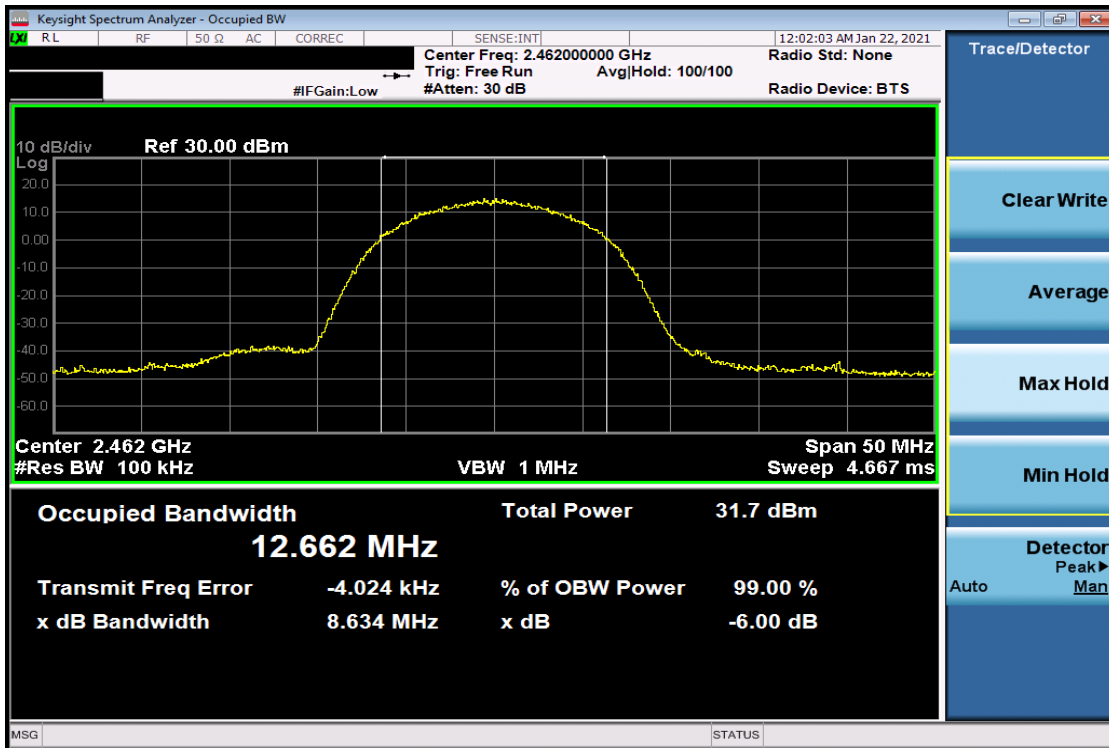 Keysight Spectrum Analyzer - Occupied BW
LXI RL RF 50 Ω AC CORREC SENSE:INT 12:02:03 AM Jan 22, 2021
Center Freq: 2.462000000 GHz Radio Std: None
Trig: Free Run Avg|Hold: 100/100
#IFGain:Low #Atten: 30 dB Radio Device: BTS
10 dB/div Ref 30.00 dBm
Log
20.0
10.0
0.00
-10.0
-20.0
-30.0
-40.0
-50.0
-60.0
Center 2.462 GHz Span 50 MHz
#Res BW 100 kHz VBW 1 MHz Sweep 4.667 ms
Occupied Bandwidth Total Power 31.7 dBm
12.662 MHz
Transmit Freq Error -4.024 kHz % of OBW Power 99.00 %
x dB Bandwidth 8.634 MHz x dB -6.00 dB
MSG STATUS
Trace/Detector
Clear Write
Average
Max Hold
Min Hold
Detector
Peak▶
Auto Man